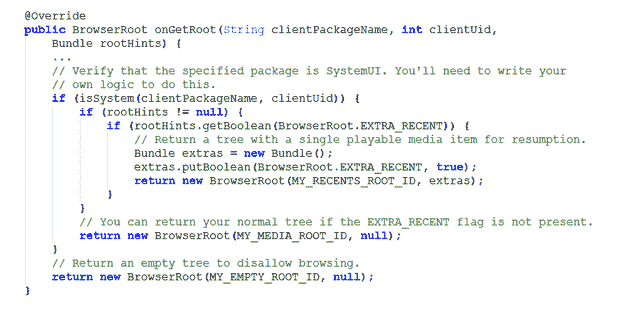 @Override
public BrowserRoot onGetRoot(String clientPackageName, int clientUid,
    Bundle rootHints) {
    ...
    // Verify that the specified package is SystemUI. You'll need to write your
    // own logic to do this.
    if (isSystem(clientPackageName, clientUid)) {
        if (rootHints != null) {
            if (rootHints.getBoolean(BrowserRoot.EXTRA_RECENT)) {
                // Return a tree with a single playable media item for resumption.
                Bundle extras = new Bundle();
                extras.putBoolean(BrowserRoot.EXTRA_RECENT, true);
                return new BrowserRoot(MY_RECENTS_ROOT_ID, extras);
            }
        }
        // You can return your normal tree if the EXTRA_RECENT flag is not present.
        return new BrowserRoot(MY_MEDIA_ROOT_ID, null);
    }
    // Return an empty tree to disallow browsing.
    return new BrowserRoot(MY_EMPTY_ROOT_ID, null);
}